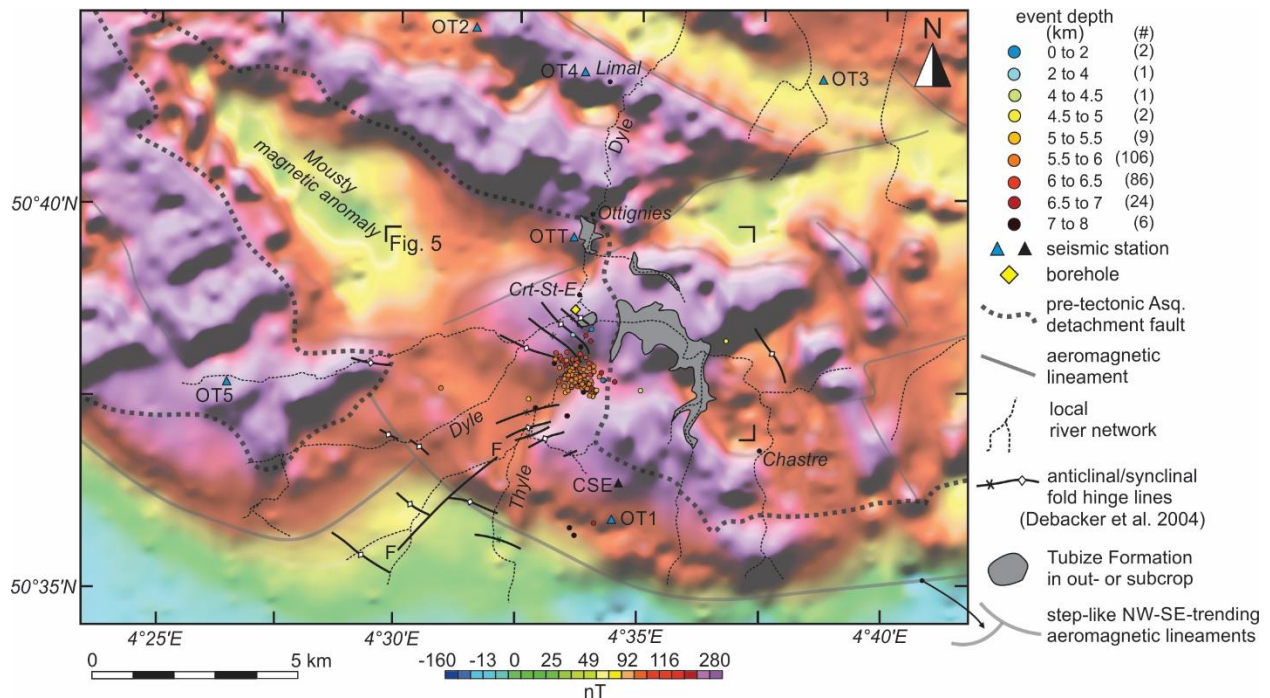 OT2
OT4
Limal
OT3
Dyle
Mousty
magnetic anomaly
50°40'N
Fig. 5
Ottignies
OTT
Crt-St-E.
OT5
Dyle
F
Thyle
Chastre
CSE
OT1
F
50°35'N
4°25'E
4°30'E
4°35'E
4°40'E
0
5 km
-160
-13
0
25
49
92
116
280
nT
N
event depth
(km) (#)
0 to 2 (2)
2 to 4 (1)
4 to 4.5 (1)
4.5 to 5 (2)
5 to 5.5 (9)
5.5 to 6 (106)
6 to 6.5 (86)
6.5 to 7 (24)
7 to 8 (6)
seismic station
borehole
pre-tectonic Asq.
detachment fault
aeromagnetic
lineament
local
river network
anticlinal/synclinal
fold hinge lines
(Debacker et al. 2004)
Tubize Formation
in out- or subcrop
step-like NW-SE-trending
aeromagnetic lineaments